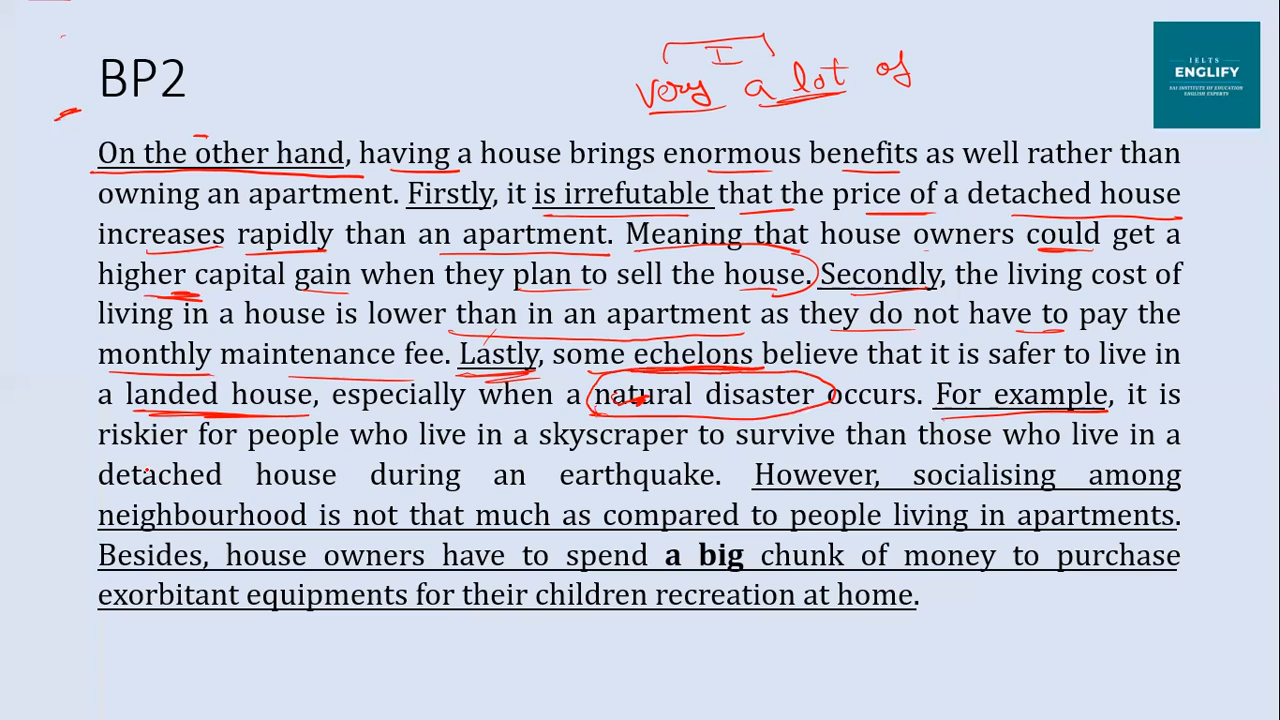 BP2
I
very a lot of
IELTS
ENGLIFY
SAI INSTITUTE OF EDUCATION
ENGLISH EXPERTS
On the other hand, having a house brings enormous benefits as well rather than
owning an apartment. Firstly, it is irrefutable that the price of a detached house
increases rapidly than an apartment. Meaning that house owners could get a
higher capital gain when they plan to sell the house. Secondly, the living cost of
living in a house is lower than in an apartment as they do not have to pay the
monthly maintenance fee. Lastly, some echelons believe that it is safer to live in
a landed house, especially when a natural disaster occurs. For example, it is
riskier for people who live in a skyscraper to survive than those who live in a
detached house during an earthquake. However, socialising among
neighbourhood is not that much as compared to people living in apartments.
Besides, house owners have to spend a big chunk of money to purchase
exorbitant equipments for their children recreation at home.